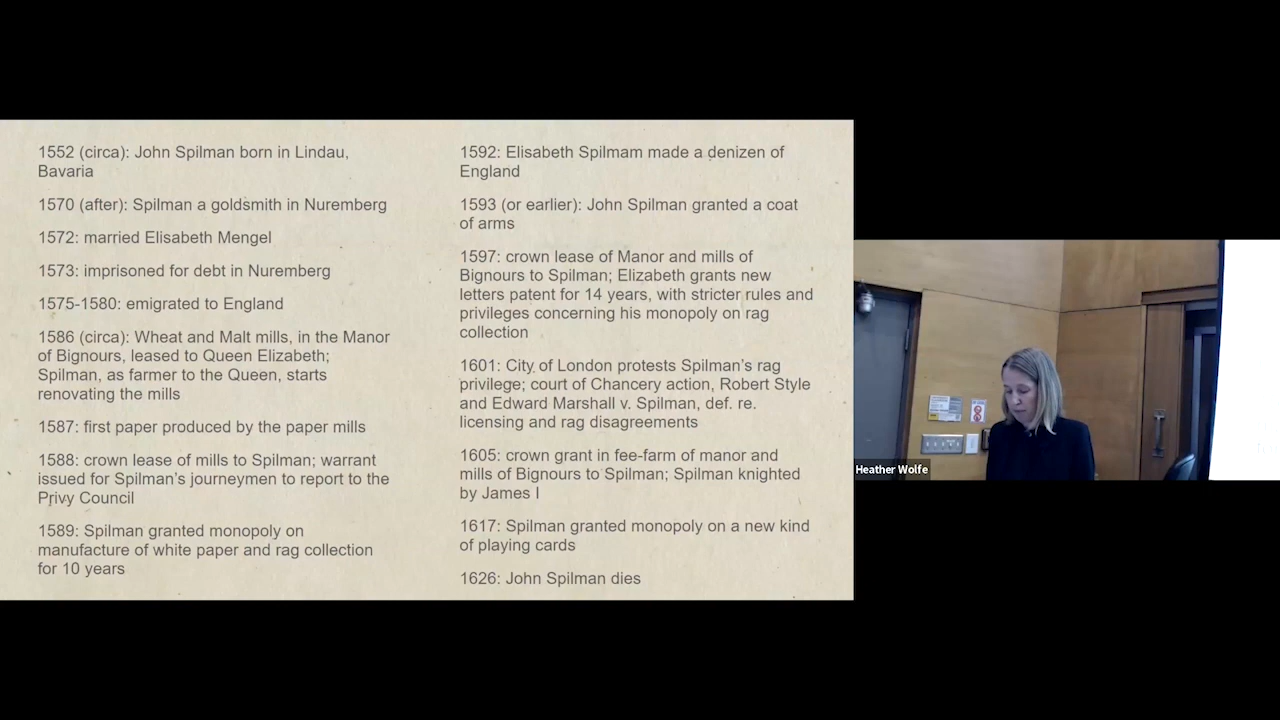 1552 (circa): John Spilman born in Lindau,
Bavaria
1570 (after): Spilman a goldsmith in Nuremberg
1572: married Elisabeth Mengel
1573: imprisoned for debt in Nuremberg
1575-1580: emigrated to England
1586 (circa): Wheat and Malt mills, in the Manor
of Bignours, leased to Queen Elizabeth;
Spilman, as farmer to the Queen, starts
renovating the mills
1587: first paper produced by the paper mills
1588: crown lease of mills to Spilman; warrant
issued for Spilman's journeymen to report to the
Privy Council
1589: Spilman granted monopoly on
manufacture of white paper and rag collection
for 10 years
1592: Elisabeth Spilmam made a denizen of
England
1593 (or earlier): John Spilman granted a coat
of arms
1597: crown lease of Manor and mills of
Bignours to Spilman; Elizabeth grants new
letters patent for 14 years, with stricter rules and
privileges concerning his monopoly on rag
collection
1601: City of London protests Spilman's rag
privilege; court of Chancery action, Robert Style
and Edward Marshall v. Spilman, def. re.
licensing and rag disagreements
1605: crown grant in fee-farm of manor and
mills of Bignours to Spilman; Spilman knighted
by James I
1617: Spilman granted monopoly on a new kind
of playing cards
1626: John Spilman dies
Heather Wolfe